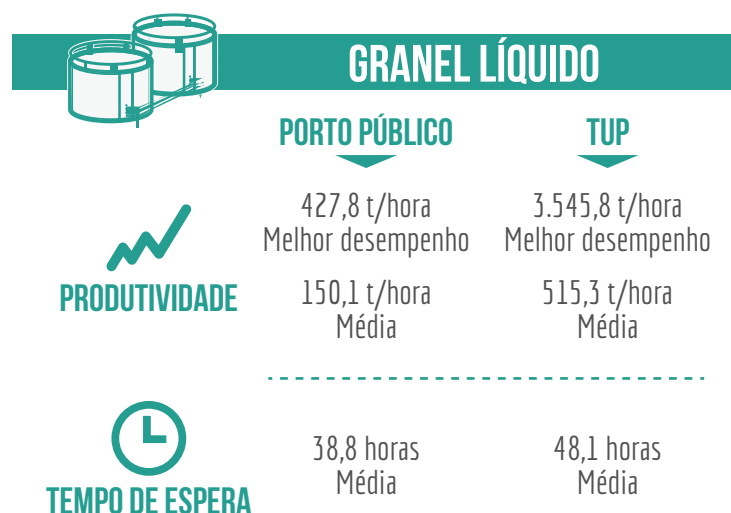 GRANEL LÍQUIDO
PORTO PÚBLICO
TUP
PRODUTIVIDADE
427,8 t/hora
Melhor desempenho
3.545,8 t/hora
Melhor desempenho
150,1 t/hora
Média
515,3 t/hora
Média
TEMPO DE ESPERA
38,8 horas
Média
48,1 horas
Média